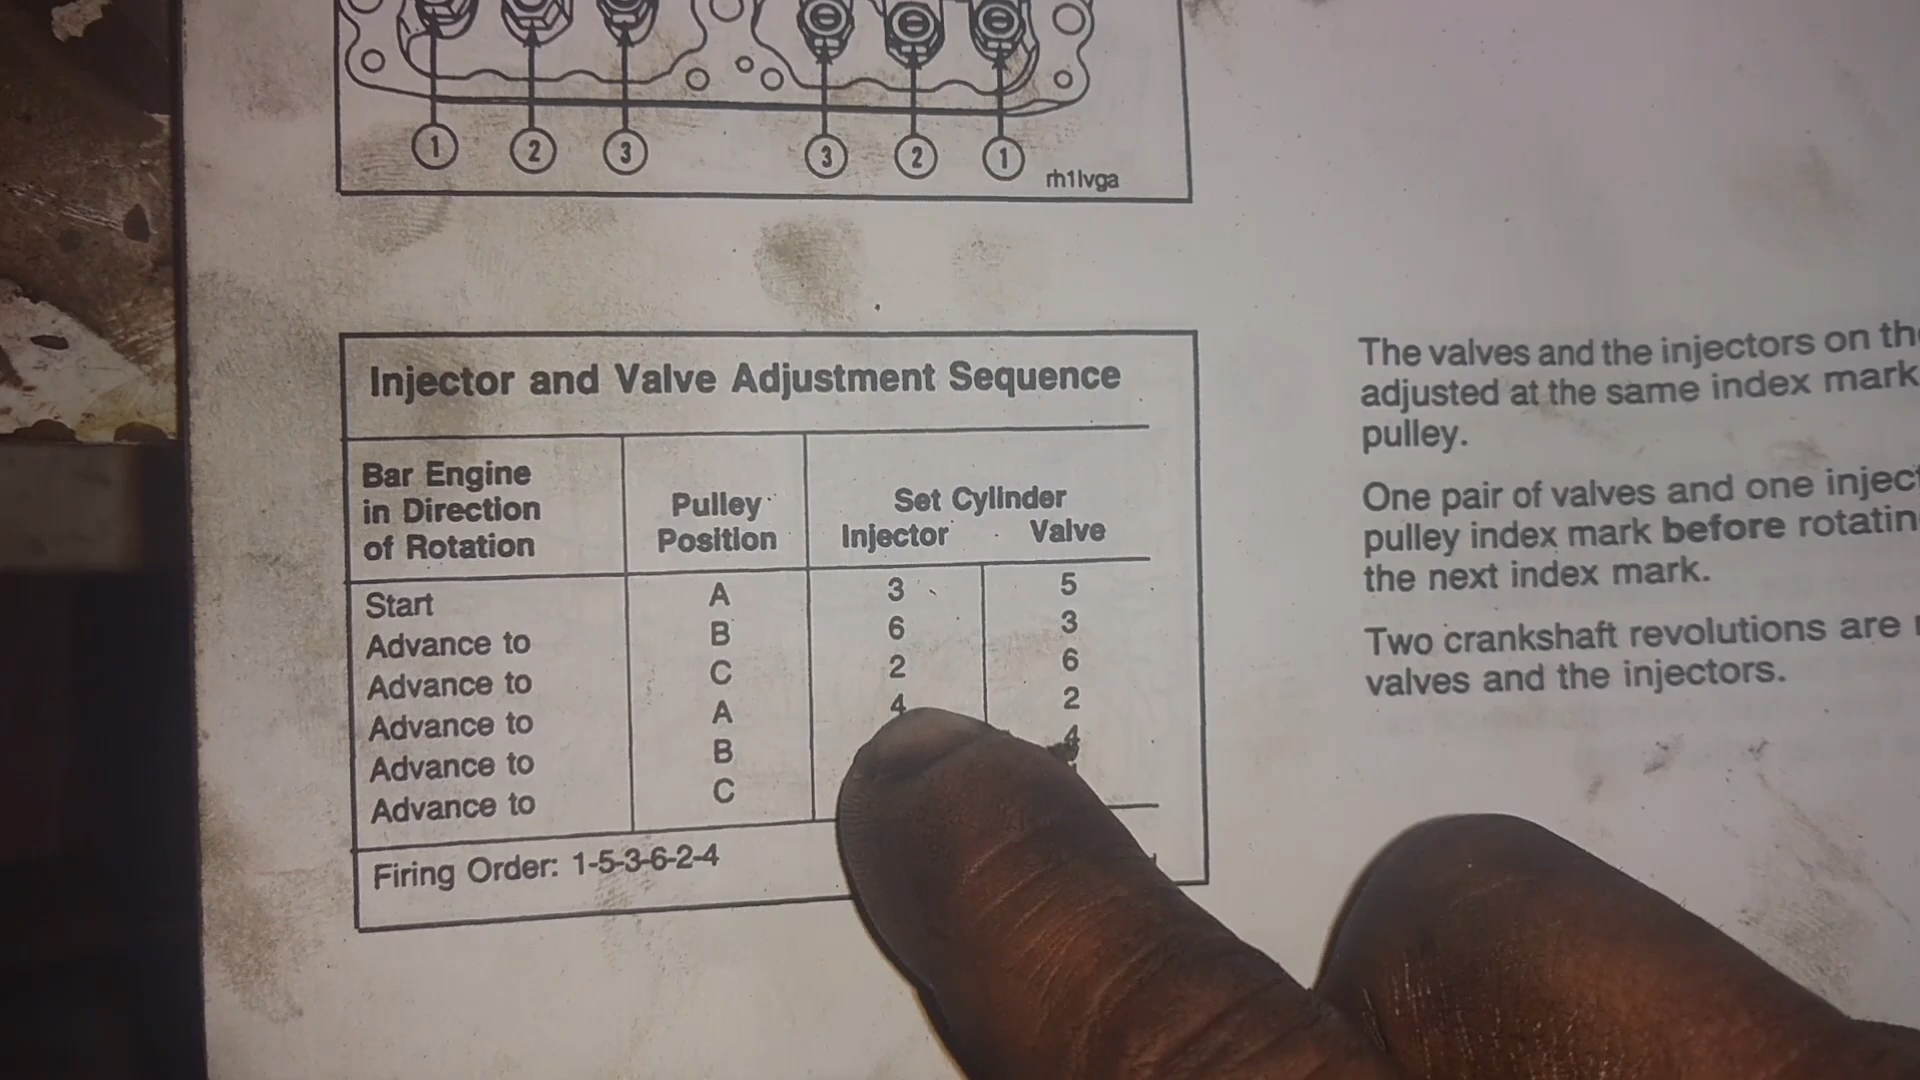 1 2 3 3 2 1
rh1lvga
Injector and Valve Adjustment Sequence
Bar Engine
in Direction
of Rotation
Pulley
Position
Set Cylinder
Injector Valve
Start A 3 5
Advance to B 6 3
Advance to C 2 6
Advance to A 4 2
Advance to B 4
Advance to C
Firing Order: 1-5-3-6-2-4
The valves and the injectors on
adjusted at the same index mark
pulley.
One pair of valves and one
pulley index mark before
the next index mark.
Two crankshaft revolutions are
valves and the injectors.